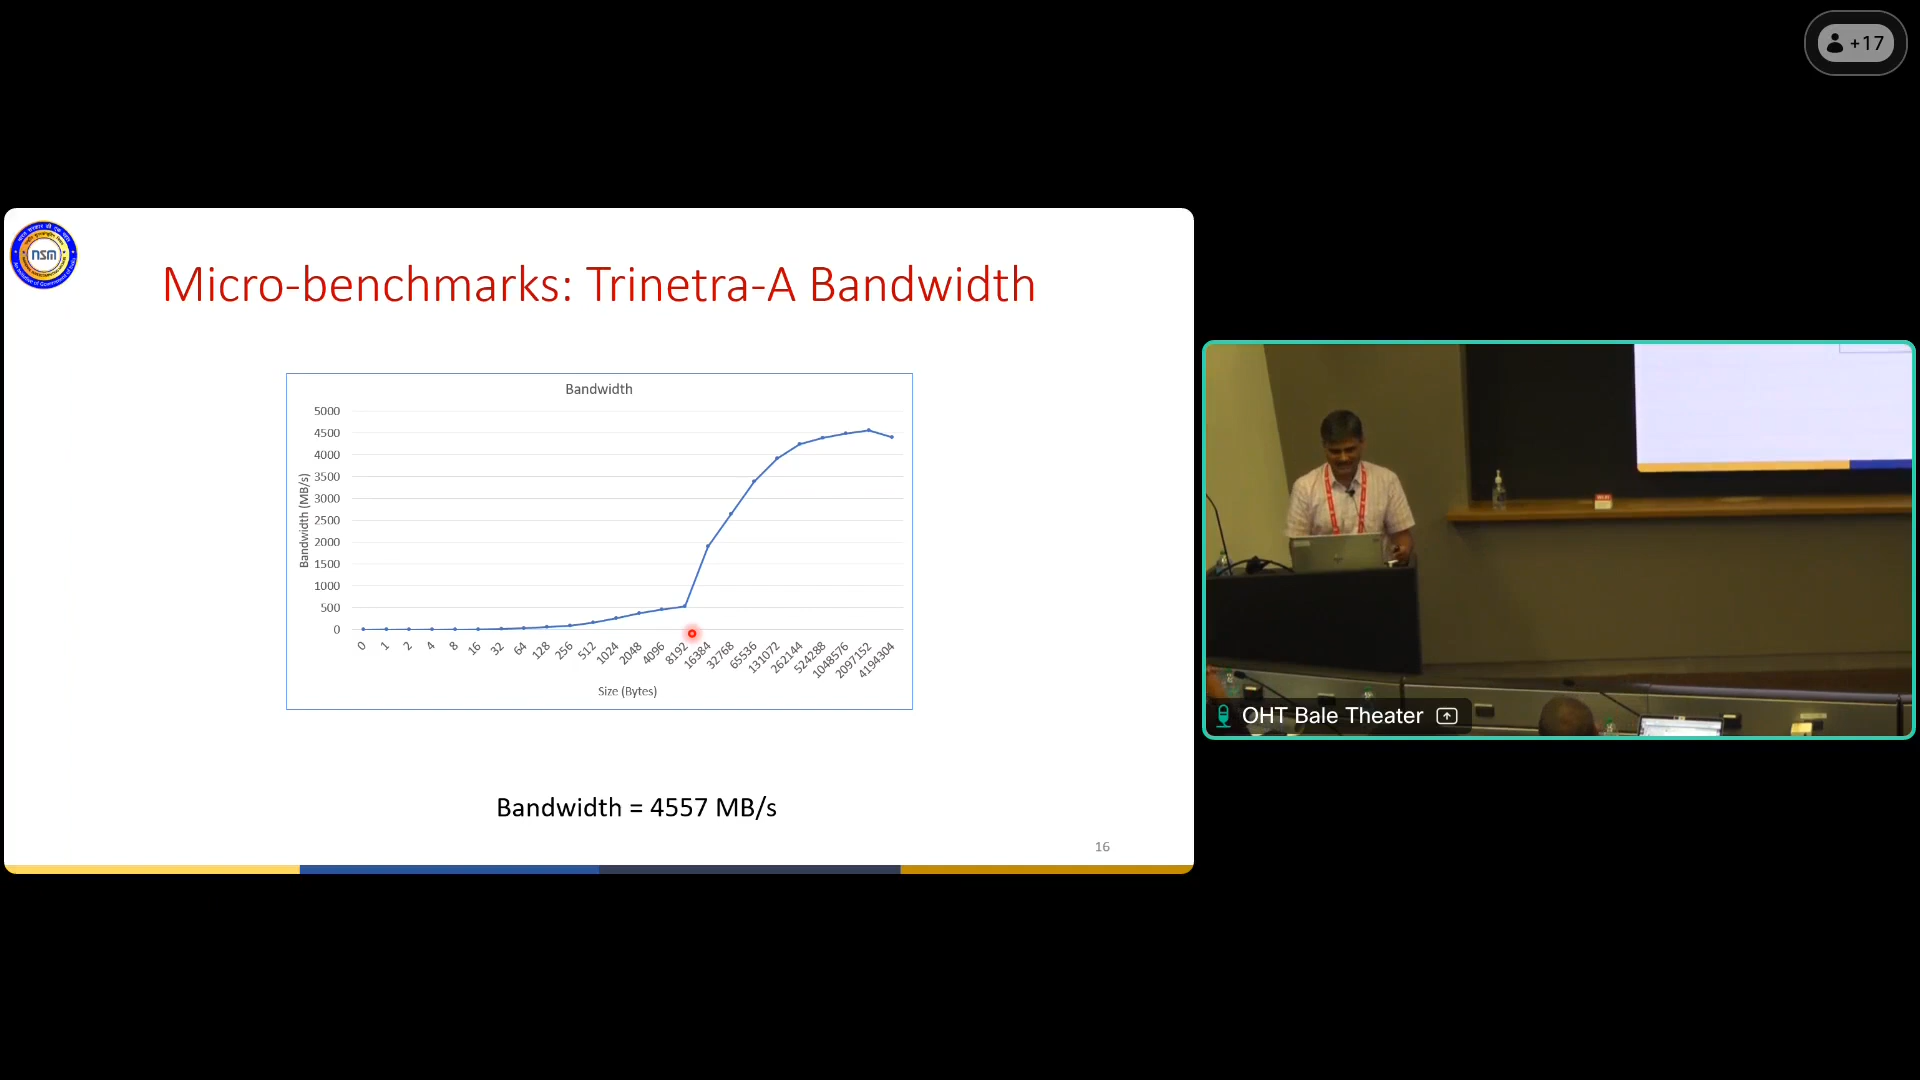 +17
nsm
Micro-benchmarks: Trinetra-A Bandwidth
Bandwidth
5000
4500
4000
3500
3000
2500
2000
1500
1000
500
0
Bandwidth (MB/s)
0 1 2 4 8 16 32 64 128 256 512 1024 2048 4096 8192 16384 32768 65536 131072 262144 524288 1048576 2097152 4194304
Size (Bytes)
Bandwidth = 4557 MB/s
16
OHT Bale Theater